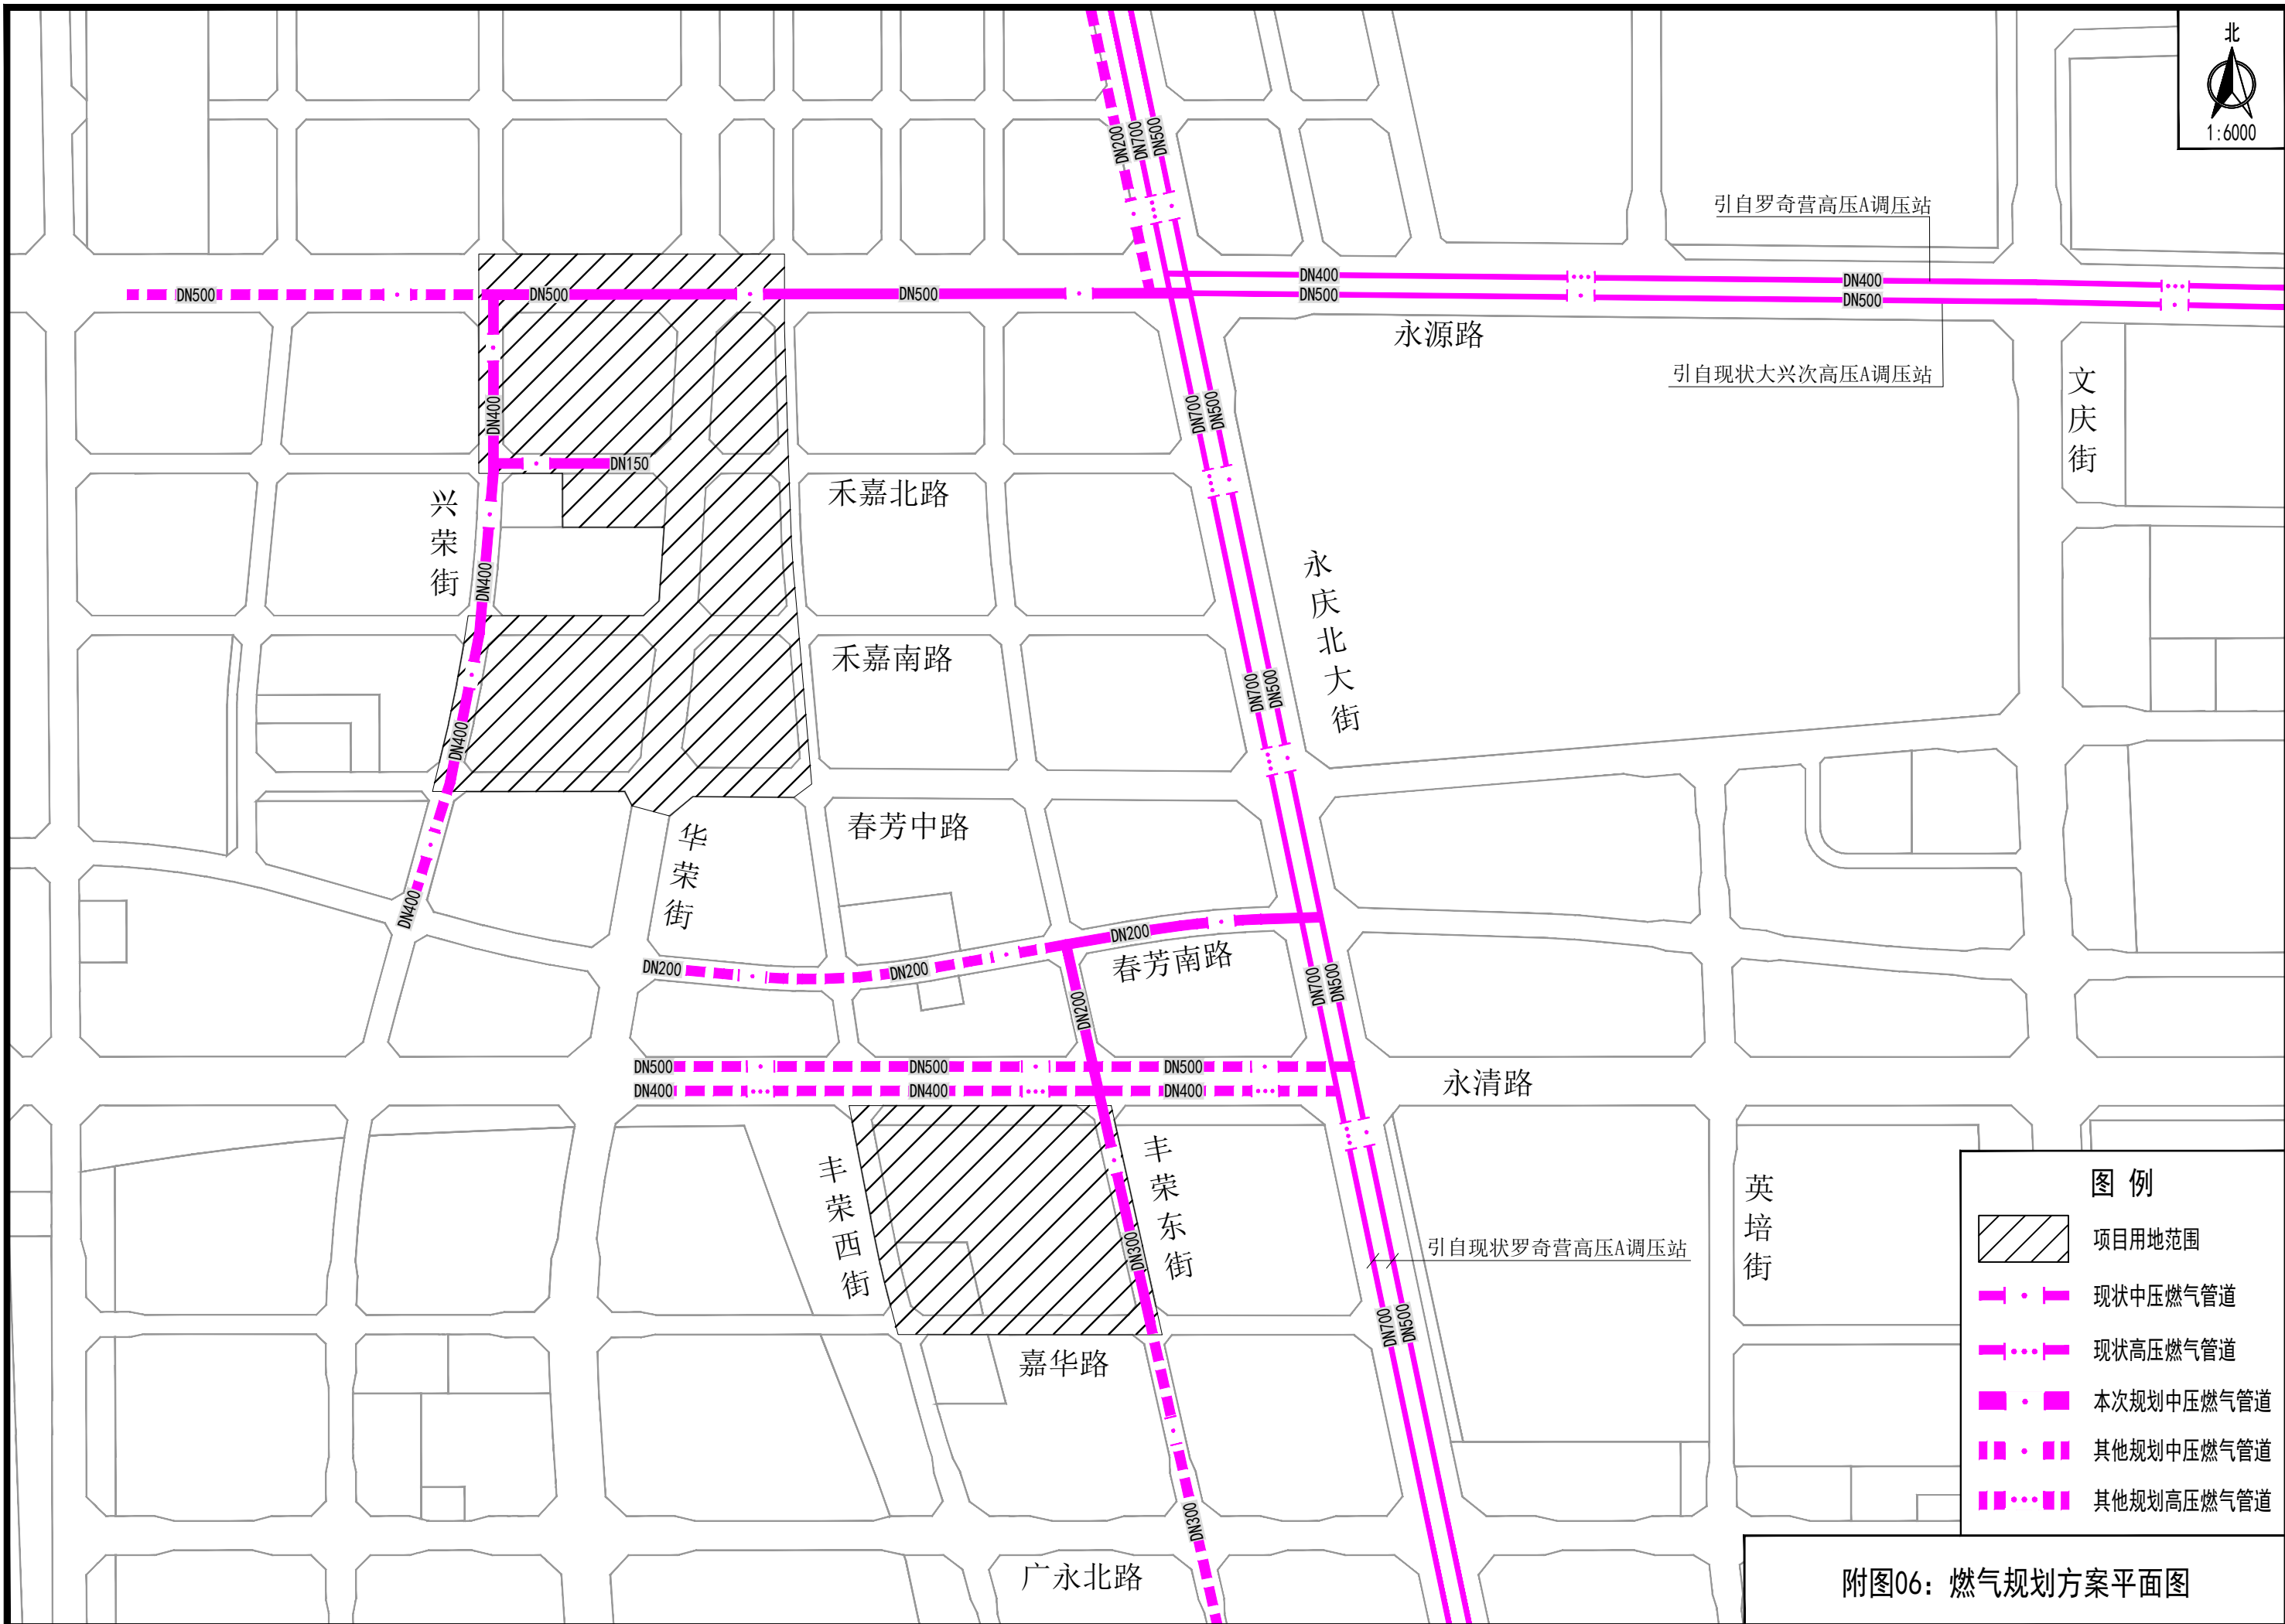 北
1:6000
DN200
DN700
DN500
引自罗奇营高压A调压站
DN500
DN500
DN500
DN400
DN500
DN400
DN500
永源路
引自现状大兴次高压A调压站
文庆街
DN400
DN700
DN500
DN150
禾嘉北路
兴荣街
DN400
永庆北大街
禾嘉南路
DN700
DN500
DN400
春芳中路
华荣街
DN400
DN200
DN200
DN200
春芳南路
DN700
DN500
DN200
DN500
DN500
DN500
DN400
DN400
DN400
永清路
丰荣西街
丰荣东街
DN300
引自现状罗奇营高压A调压站
英培街
DN700
DN500
嘉华路
DN300
广永北路
图 例
项目用地范围
现状中压燃气管道
现状高压燃气管道
本次规划中压燃气管道
其他规划中压燃气管道
其他规划高压燃气管道
附图06：燃气规划方案平面图